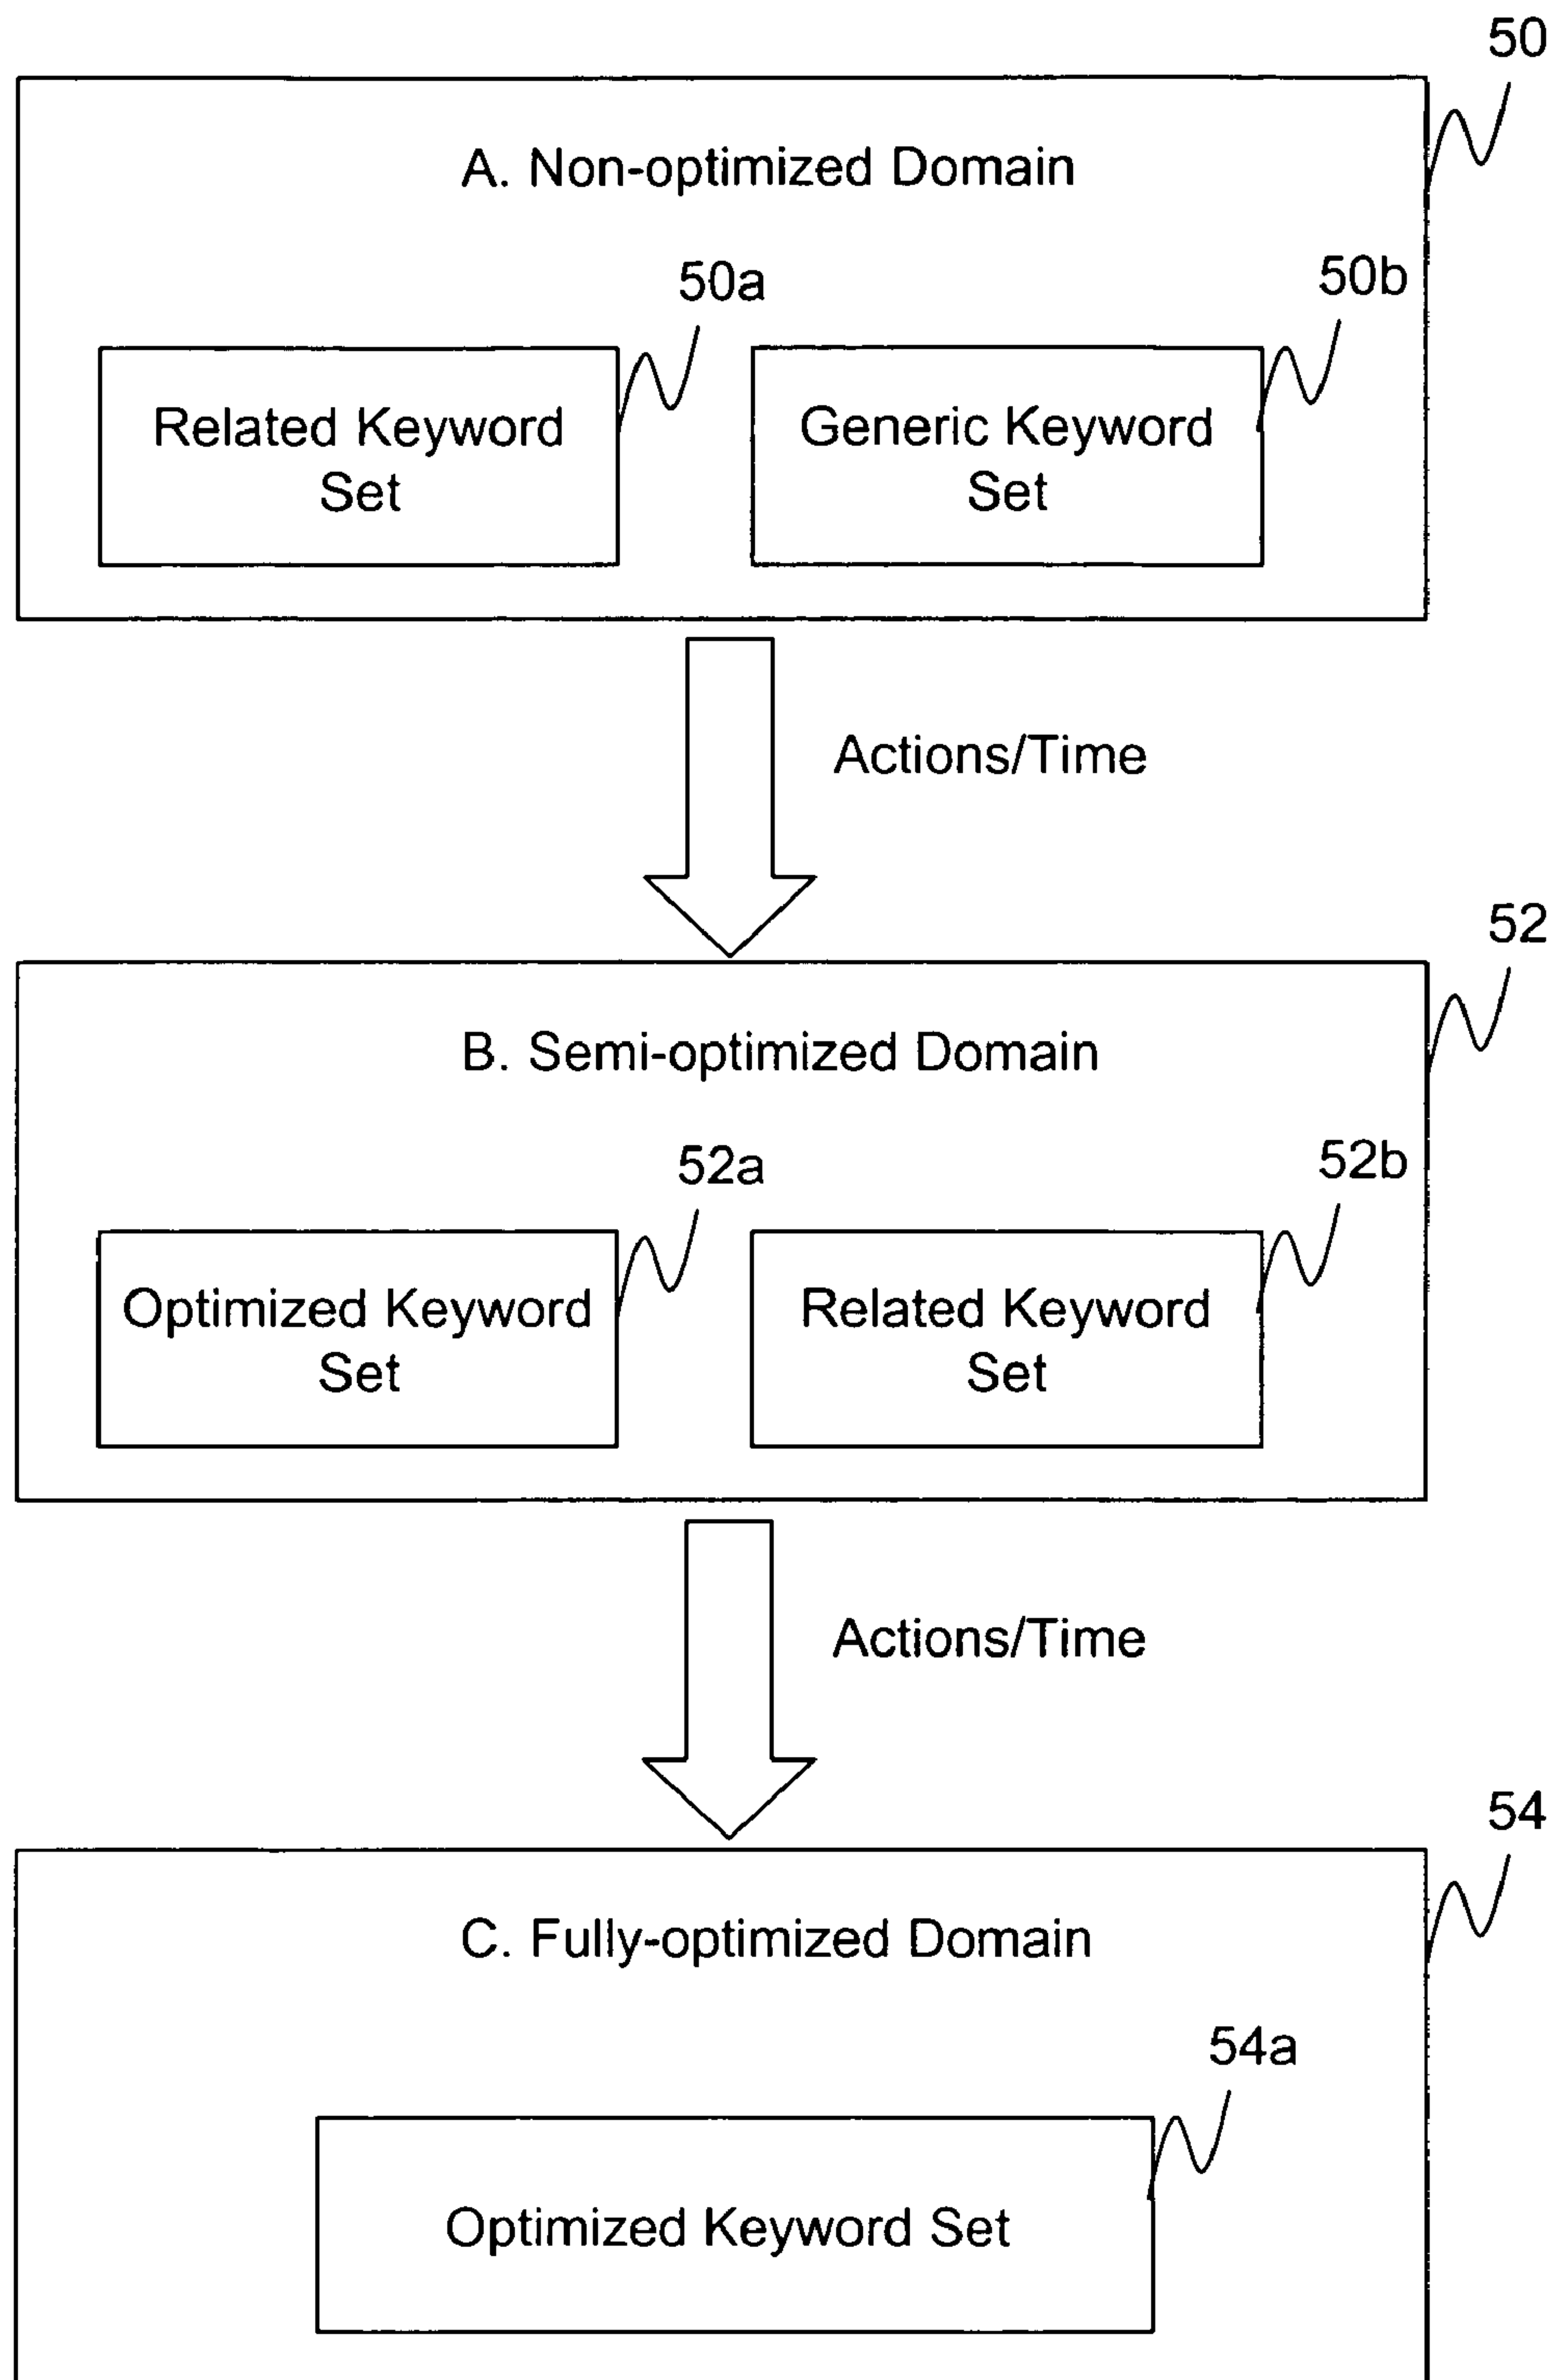 50
A. Non-optimized Domain
50a
50b
Related Keyword
Set
Generic Keyword
Set
Actions/Time
52
B. Semi-optimized Domain
52a
52b
Optimized Keyword
Set
Related Keyword
Set
Actions/Time
54
C. Fully-optimized Domain
54a
Optimized Keyword Set